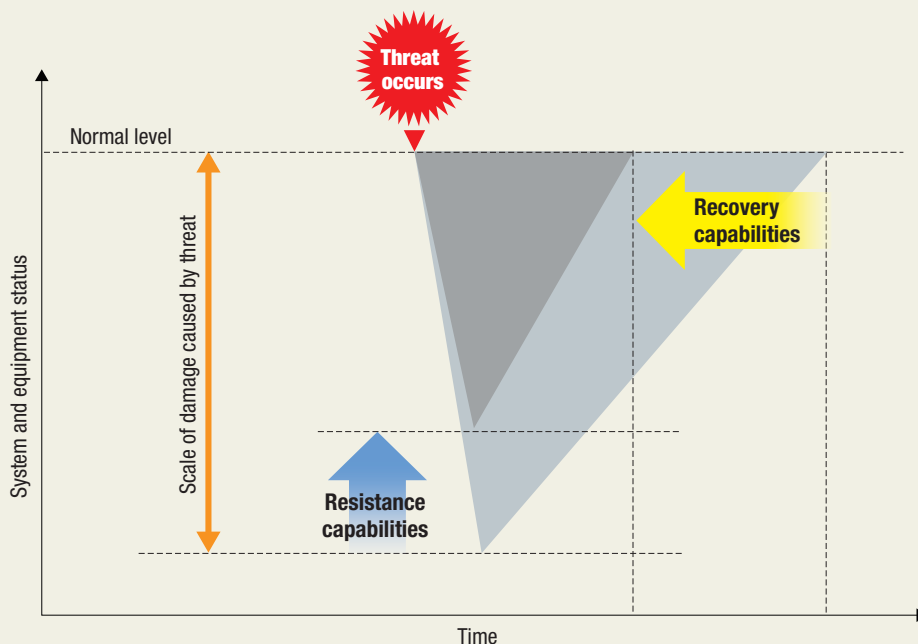 Threat
occurs
Normal level
Recovery
capabilities
System and equipment status
Scale of damage caused by threat
Resistance
capabilities
Time